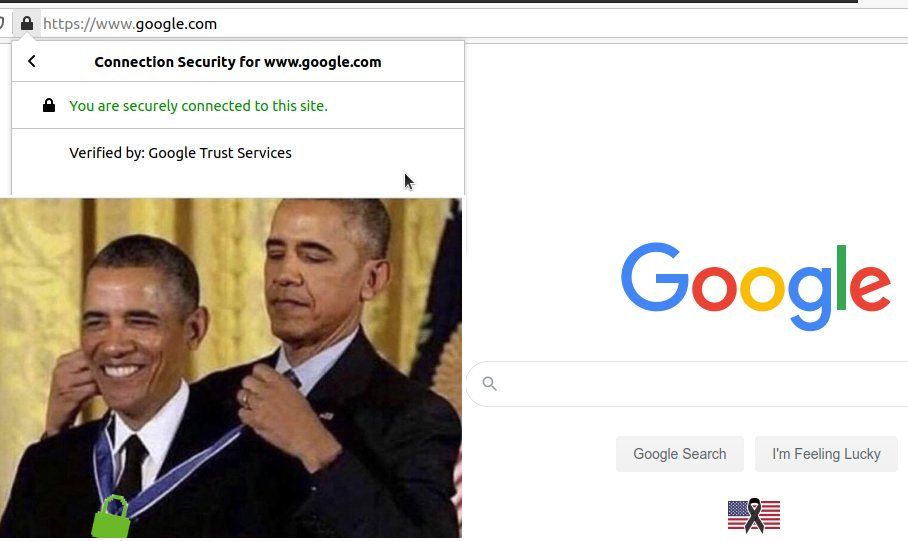 https://www.google.com
Connection Security for www.google.com
You are securely connected to this site.
Verified by: Google Trust Services
Google
Google Search
I'm Feeling Lucky